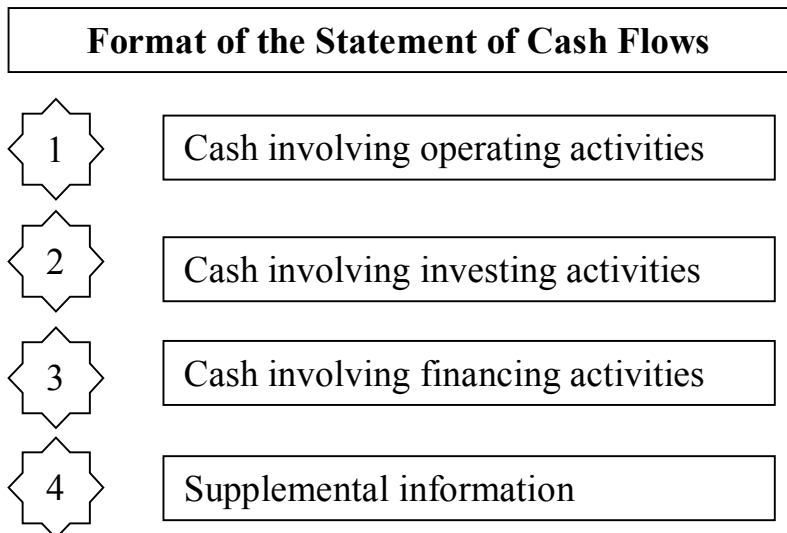 Format of the Statement of Cash Flows
1 Cash involving operating activities
2 Cash involving investing activities
3 Cash involving financing activities
4 Supplemental information